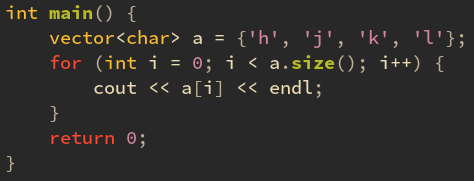 int main() {
    vector<char> a = {'h', 'j', 'k', 'l'};
    for (int i = 0; i < a.size(); i++) {
        cout << a[i] << endl;
    }
    return 0;
}